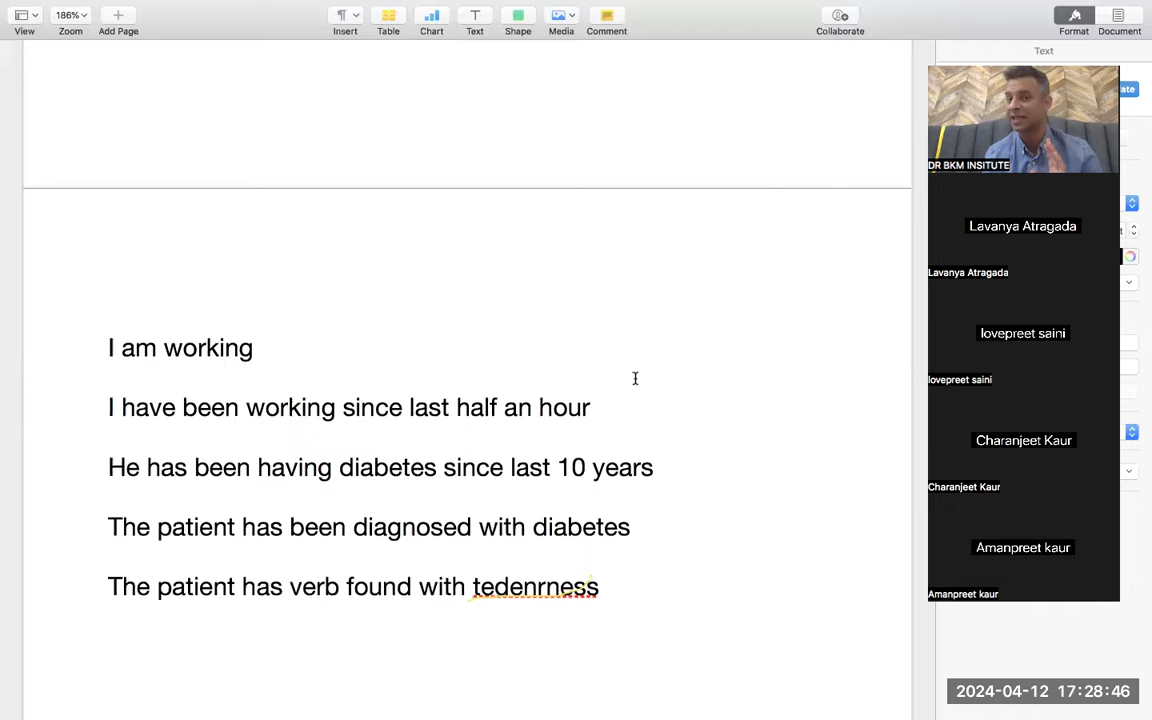 186%
View
Zoom
Add Page
Insert
Table
Chart
Text
Shape
Media
Comment
Collaborate
Format
Document
Text
ate
DR BKM INSITUTE
Lavanya Atragada
Lavanya Atragada
lovepreet saini
lovepreet saini
Charanjeet Kaur
Charanjeet Kaur
Amanpreet kaur
Amanpreet kaur
I am working
I have been working since last half an hour
He has been having diabetes since last 10 years
The patient has been diagnosed with diabetes
The patient has verb found with tedenrness
2024-04-12 17:28:46